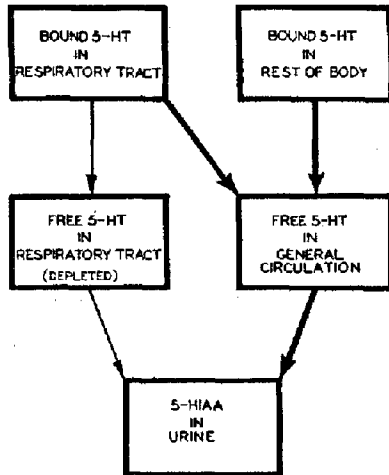 BOUND 5-HT
IN
RESPIRATORY TRACT
BOUND 5-HT
IN
REST OF BODY
FREE 5-HT
IN
RESPIRATORY TRACT
(DEPLETED)
FREE 5-HT
IN
GENERAL
CIRCULATION
5-HIAA
IN
URINE